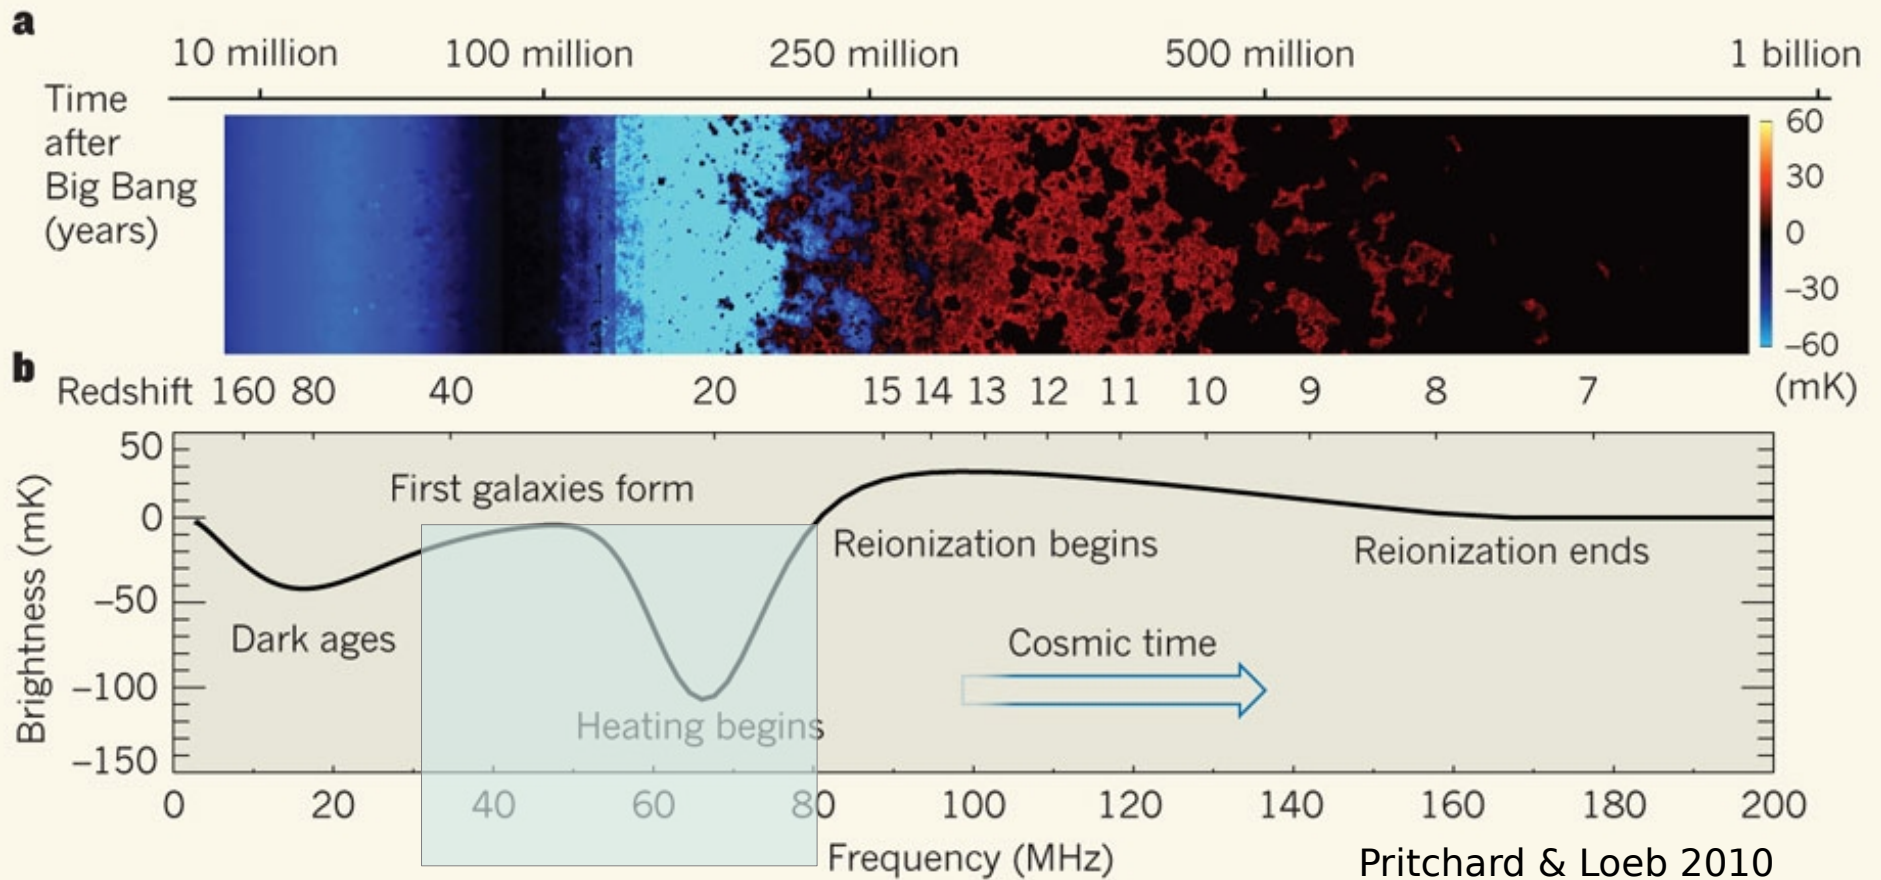 a
10 million 100 million 250 million 500 million 1 billion
Time
after
Big Bang
(years)
60
30
0
–30
–60
(mK)
b
Redshift 160 80 40 20 15 14 13 12 11 10 9 8 7
50
0
–50
–100
–150
Brightness (mK)
First galaxies form
Reionization begins
Reionization ends
Dark ages
Cosmic time
Heating begins
0 20 40 60 80 100 120 140 160 180 200
Frequency (MHz)
Pritchard & Loeb 2010